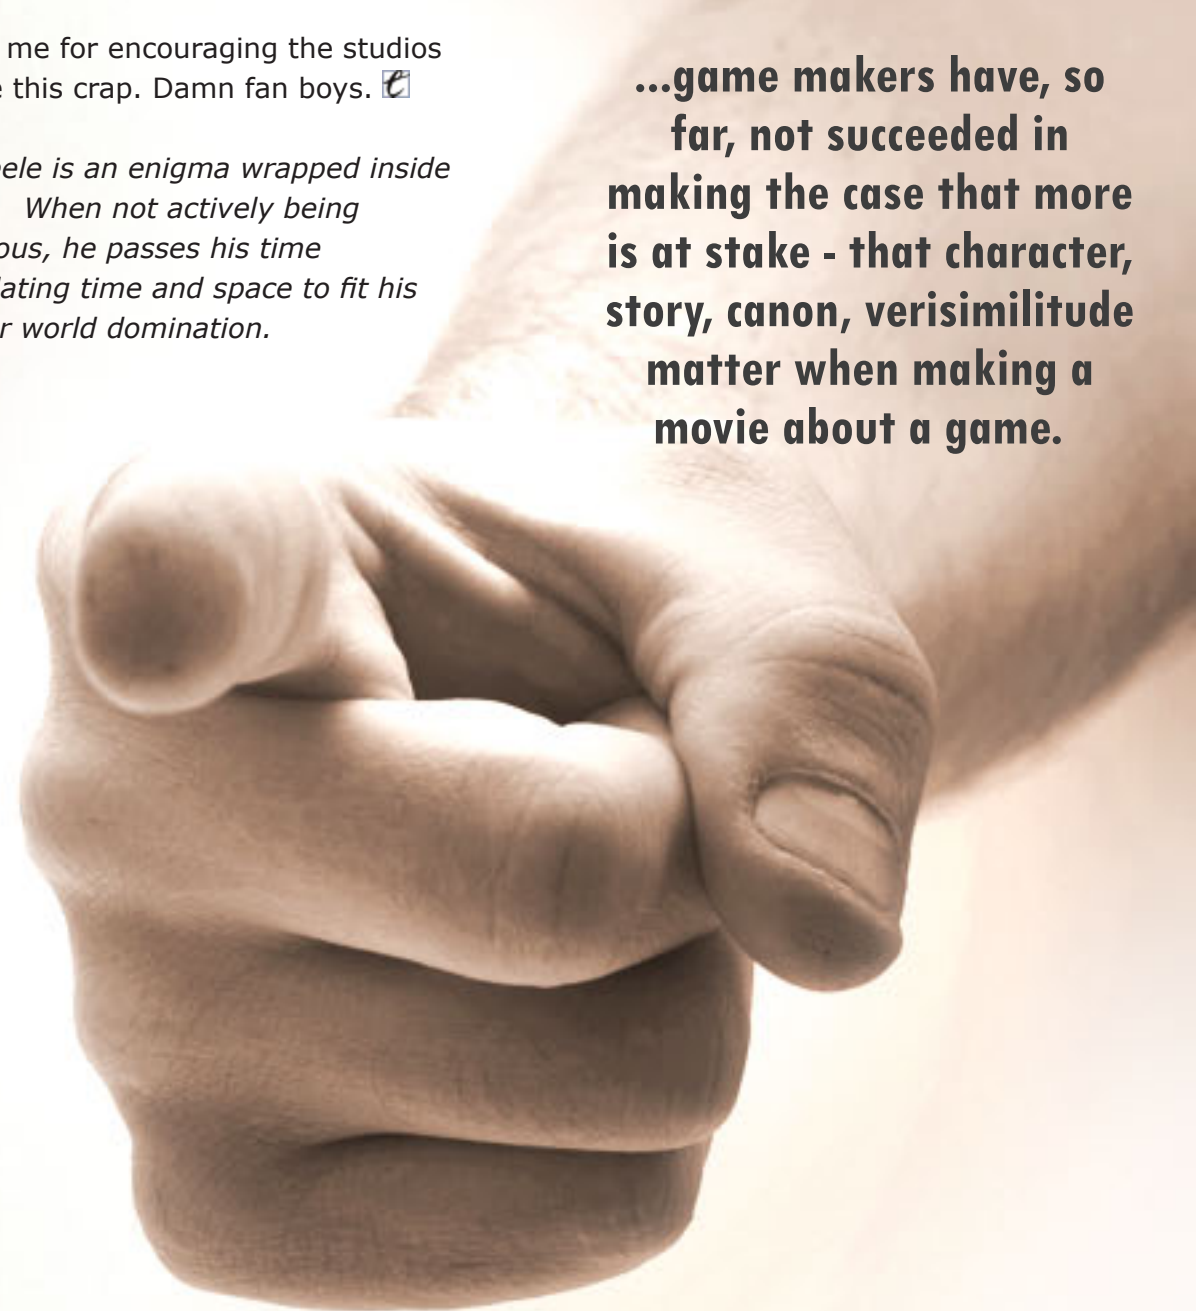 me for encouraging the studios
this crap. Damn fan boys. t
is an enigma wrapped inside
When not actively being
he passes his time
time and space to fit his
world domination.
...game makers have, so
far, not succeeded in
making the case that more
is at stake - that character,
story, canon, verisimilitude
matter when making a
movie about a game.